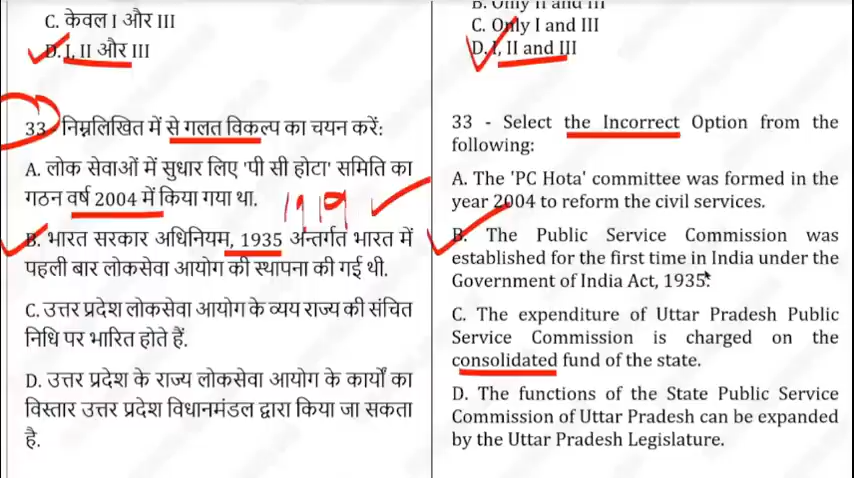 C. केवल I और III
D. I, II और III
33 - निम्नलिखित में से गलत विकल्प का चयन करें:
A. लोक सेवाओं में सुधार लिए 'पी सी होटा' समिति का
गठन वर्ष 2004 में किया गया था.
1919
B. भारत सरकार अधिनियम, 1935 अन्तर्गत भारत में
पहली बार लोकसेवा आयोग की स्थापना की गई थी.
C. उत्तर प्रदेश लोकसेवा आयोग के व्यय राज्य की संचित
निधि पर भारित होते हैं.
D. उत्तर प्रदेश के राज्य लोकसेवा आयोग के कार्यों का
विस्तार उत्तर प्रदेश विधानमंडल द्वारा किया जा सकता
है.
B. Only II and III
C. Only I and III
D. I, II and III
33 - Select the Incorrect Option from the
following:
A. The 'PC Hota' committee was formed in the
year 2004 to reform the civil services.
B. The Public Service Commission was
established for the first time in India under the
Government of India Act, 1935.
C. The expenditure of Uttar Pradesh Public
Service Commission is charged on the
consolidated fund of the state.
D. The functions of the State Public Service
Commission of Uttar Pradesh can be expanded
by the Uttar Pradesh Legislature.